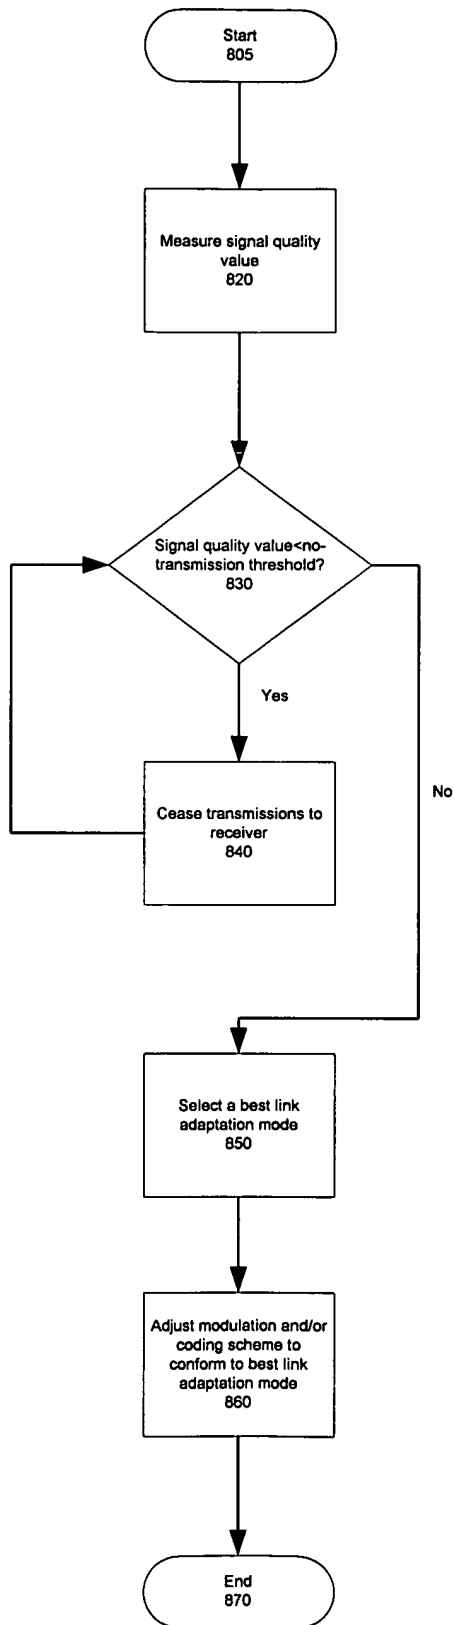 Start
805
Measure signal quality
value
820
Signal quality value<no-
transmission threshold?
830
Yes
Cease transmissions to
receiver
840
No
Select a best link
adaptation mode
850
Adjust modulation and/or
coding scheme to
conform to best link
adaptation mode
860
End
870